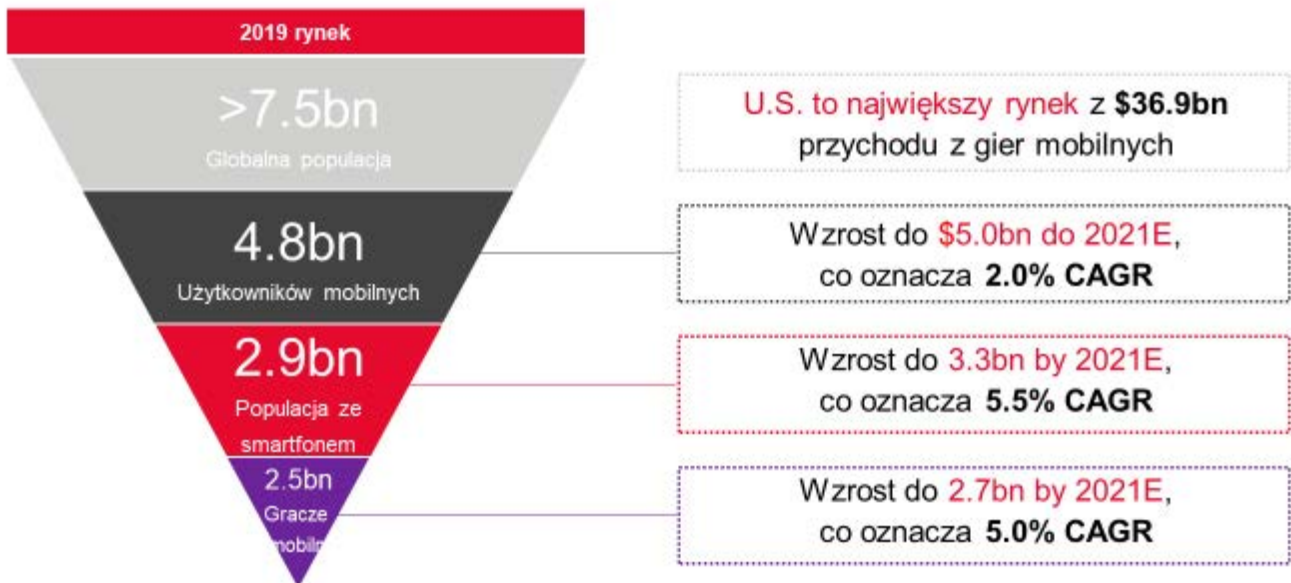 2019 rynek
>7.5bn
Globalna populacja
4.8bn
Użytkowników mobilnych
2.9bn
Populacja ze
smartfonem
2.5bn
Gracze
U.S. to największy rynek z $36.9bn
przychodu z gier mobilnych
Wzrost do $5.0bn do 2021E,
co oznacza 2.0% CAGR
Wzrost do 3.3bn by 2021E,
co oznacza 5.5% CAGR
Wzrost do 2.7bn by 2021E,
co oznacza 5.0% CAGR